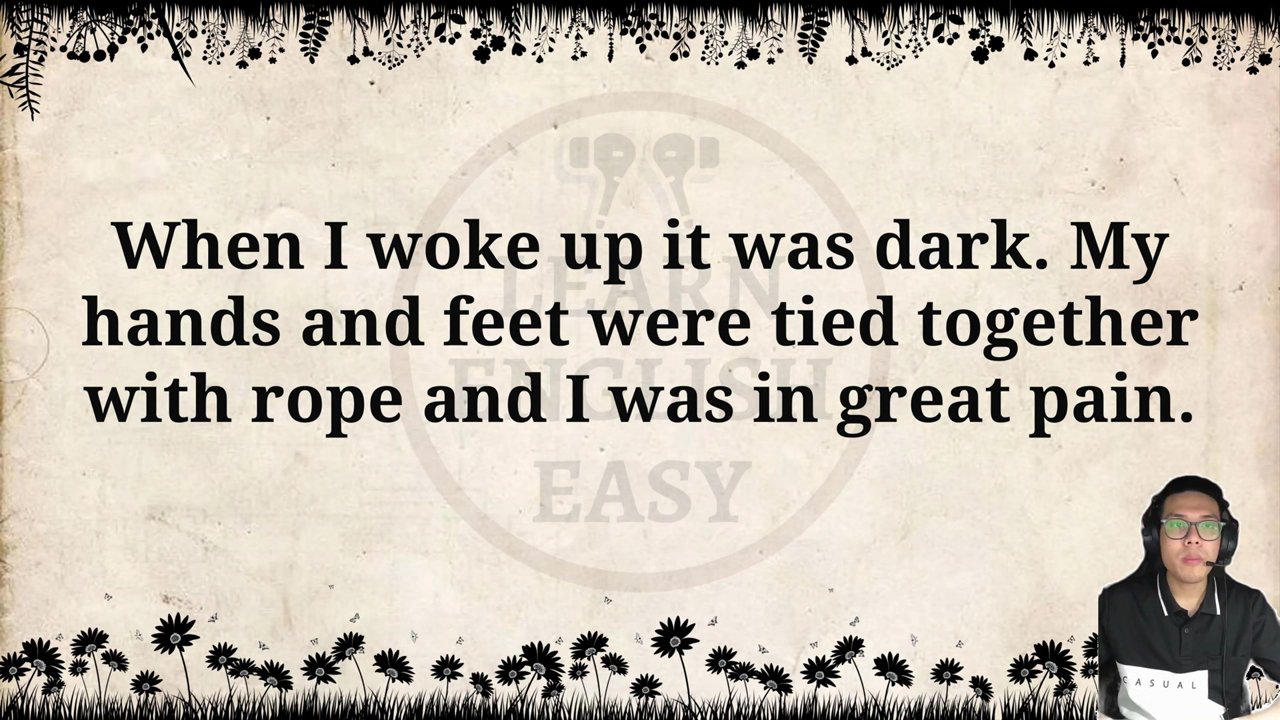 When I woke up it was dark. My
hands and feet were tied together
with rope and I was in great pain.
LEARN
ENGLISH
EASY
CASUAL